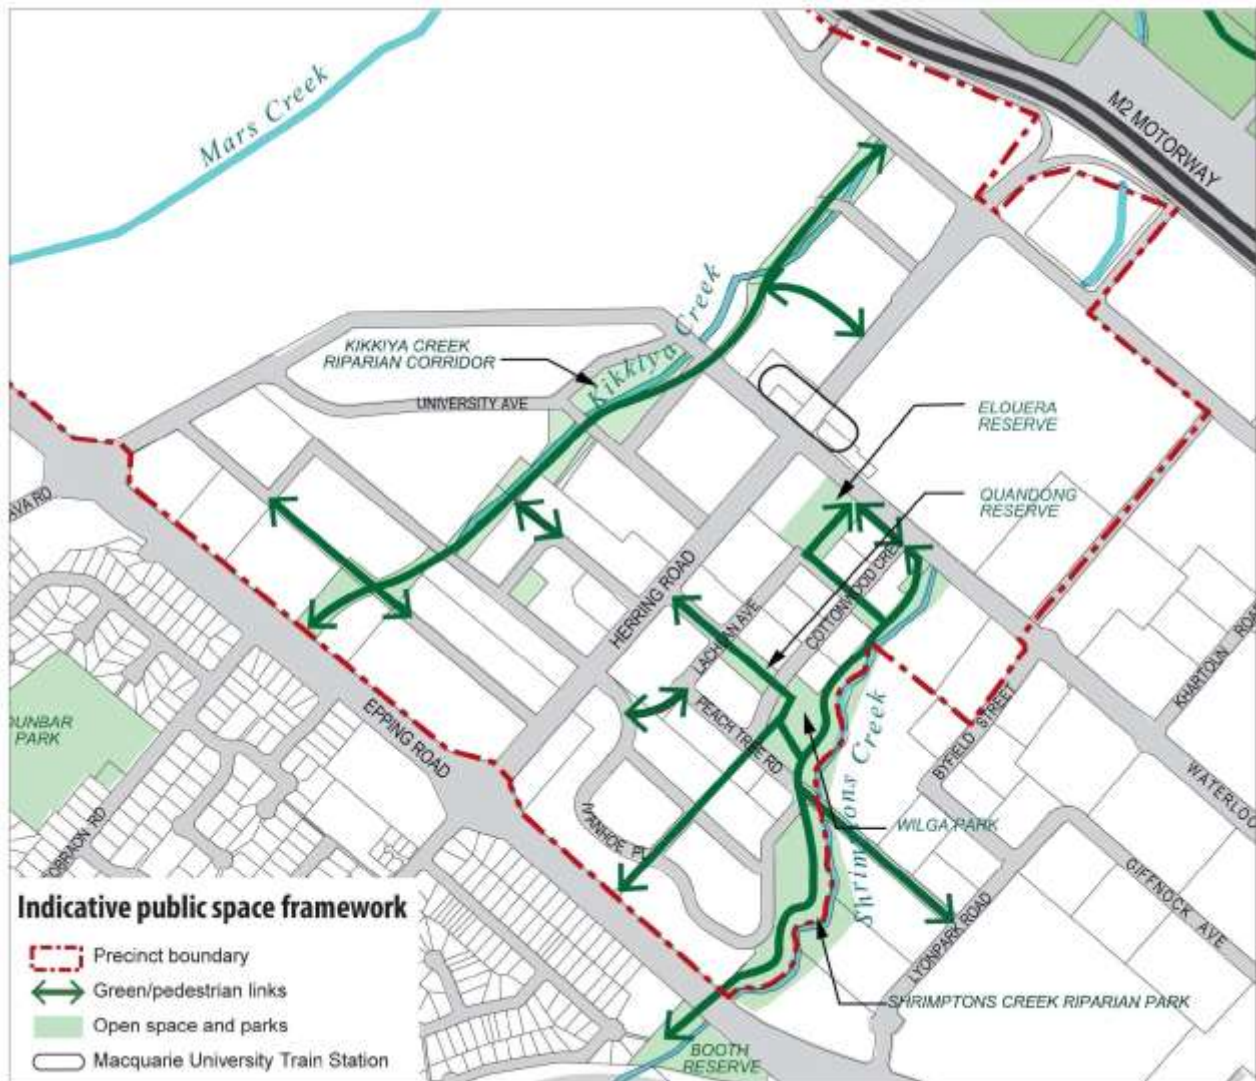 Mars Creek
M2 MOTORWAY
Kikkiya Creek
KIKKIYA CREEK
RIPARIAN CORRIDOR
UNIVERSITY AVE
ELOUERA
RESERVE
QUANDONG
RESERVE
HERRING ROAD
COTTONWOOD CRES
LACHLAN AVE
PEACH TREE RD
KHARTOUN
BYFIELD STREET
DUNBAR
PARK
EPPING ROAD
Shrimptons Creek
IVANHOE PL
WILGA PARK
GIFFNOCK AVE
LYONPARK ROAD
SHRIMPTONS CREEK RIPARIAN PARK
BOOTH
RESERVE
Indicative public space framework
Precinct boundary
Green/pedestrian links
Open space and parks
Macquarie University Train Station